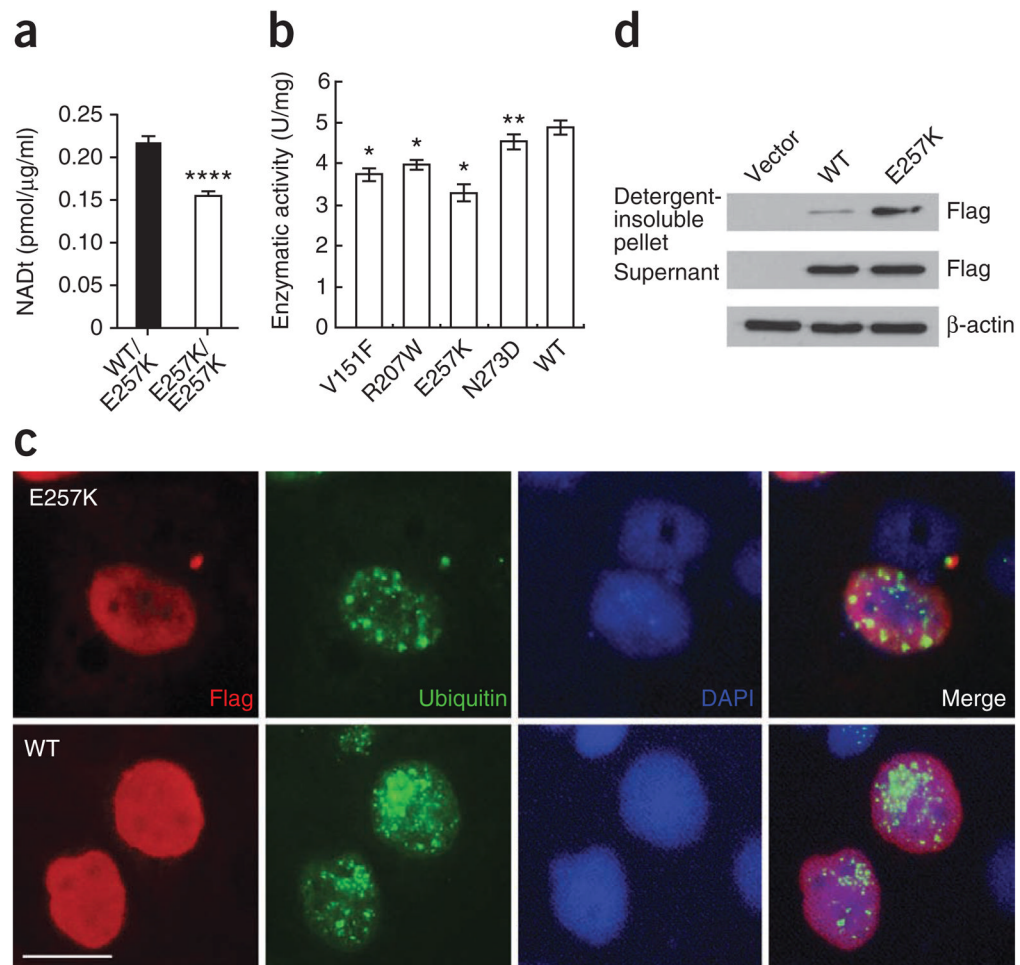 a
NADt (pmol/μg/ml)
0.25
0.20
0.15
0.10
0.05
0
****
WT/
E257K
E257K/
E257K
b
Enzymatic activity (U/mg)
6
5
4
3
2
1
0
*
*
*
**
V151F
R207W
E257K
N273D
WT
d
Vector
WT
E257K
Detergent-
insoluble
pellet
Flag
Supernant
Flag
β-actin
c
E257K
Flag
Ubiquitin
DAPI
Merge
WT